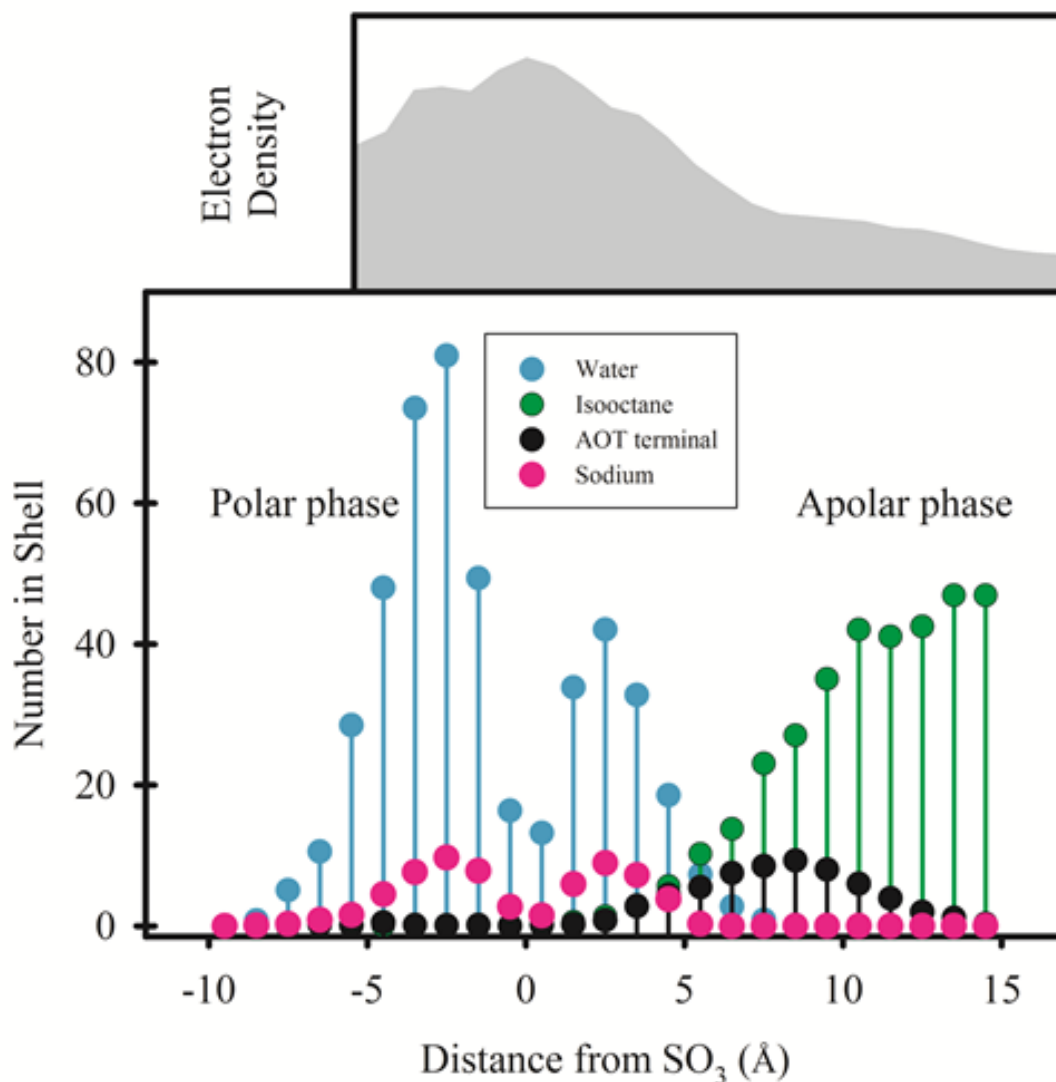 Electron
Density
80
60
40
20
0
Number in Shell
Water
Isooctane
AOT terminal
Sodium
Polar phase
Apolar phase
-10 -5 0 5 10 15
Distance from SO₃ (Å)